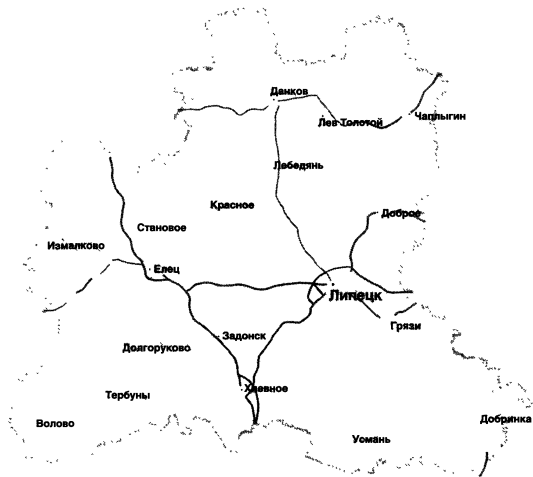 Данков
Лев Толстой
Чаплыгин
Лебедянь
Красное
Доброе
Становое
Измалково
Елец
Липецк
Грязи
Задонск
Долгоруково
Хлевное
Тербуны
Волово
Добринка
Усмань